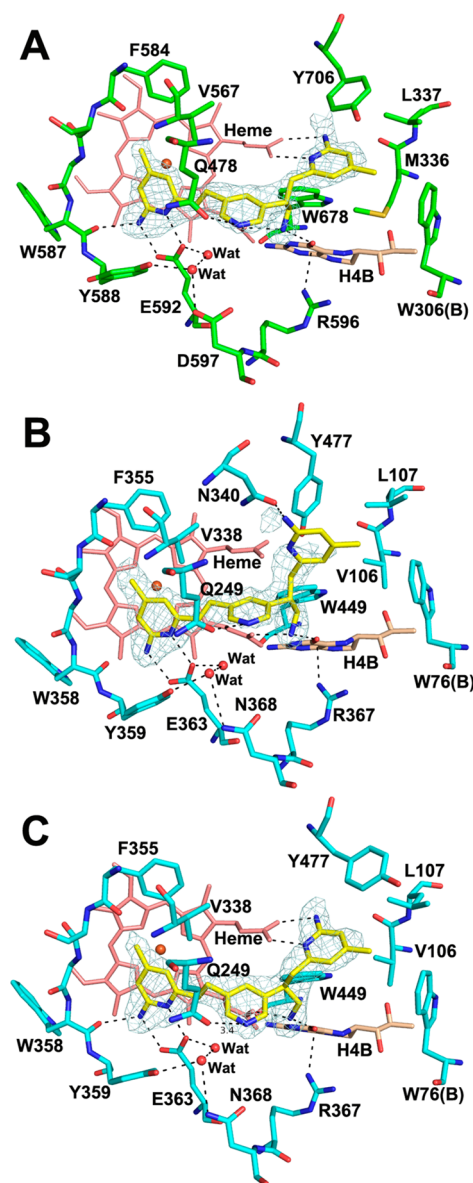 A
F584
V567
Y706
L337
Heme
Q478
M336
W678
W587
Wat
Wat
H4B
Y588
E592
R596
W306(B)
D597
B
Y477
F355
N340
L107
V338
Heme
Q249
V106
W449
Wat
Wat
H4B
W358
Y359
E363
N368
R367
W76(B)
C
Y477
F355
L107
V338
Heme
V106
Q249
W449
3.4
W358
Wat
Wat
H4B
Y359
E363
N368
R367
W76(B)